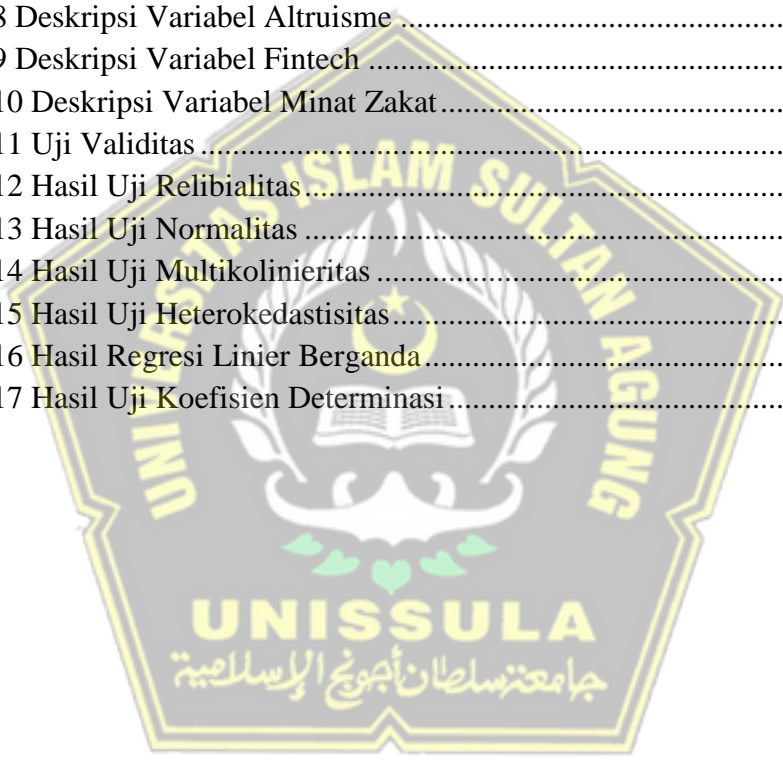 8 Deskripsi Variabel Altruisme ..................................................
9 Deskripsi Variabel Fintech ......................................................
10 Deskripsi Variabel Minat Zakat.............................................
11 Uji Validitas ............................................................................
12 Hasil Uji Relibialitas...............................................................
13 Hasil Uji Normalitas ...............................................................
14 Hasil Uji Multikolinieritas .....................................................
15 Hasil Uji Heterokedastisitas...................................................
16 Hasil Regresi Linier Berganda...............................................
17 Hasil Uji Koefisien Determinasi ............................................
UNIVERSITAS ISLAM SULTAN AGUNG
UNISSULA
جامعة سلطان أجونج الإسلامية